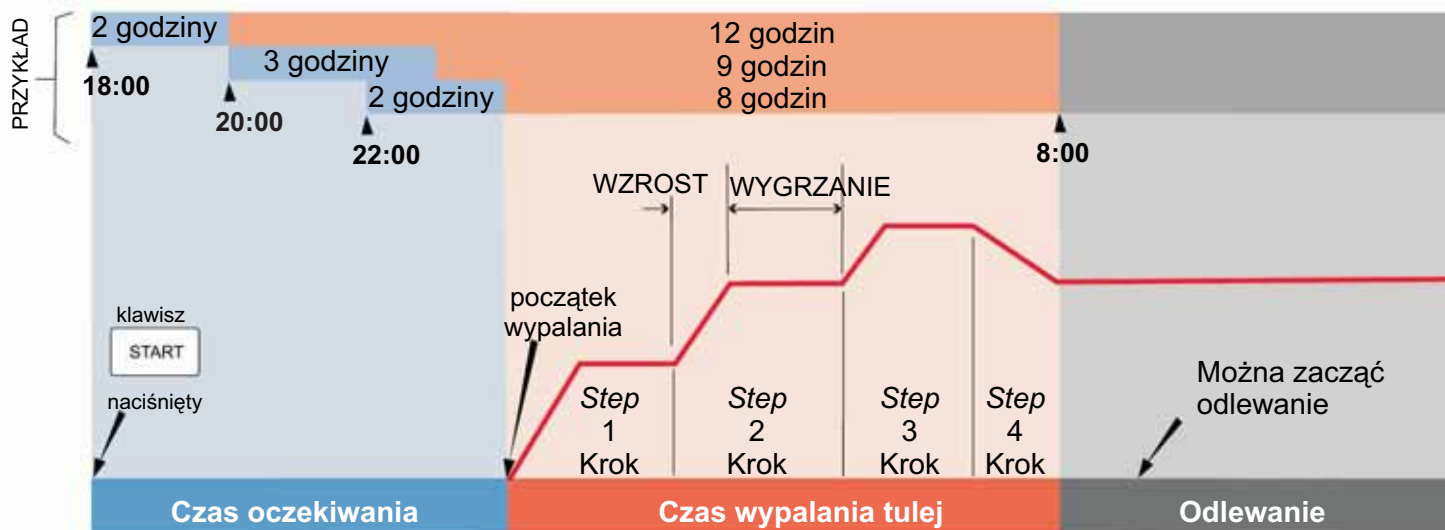 PRZYKŁAD
2 godziny
12 godzin
3 godziny
9 godzin
2 godziny
8 godzin
18:00
20:00
22:00
8:00
WZROST
WYGRZANIE
początek
wypalania
klawisz
START
naciśnięty
Step
1
Krok
Step
2
Krok
Step
3
Krok
Step
4
Krok
Można zacząć
odlewanie
Czas oczekiwania
Czas wypalania tulej
Odlewanie